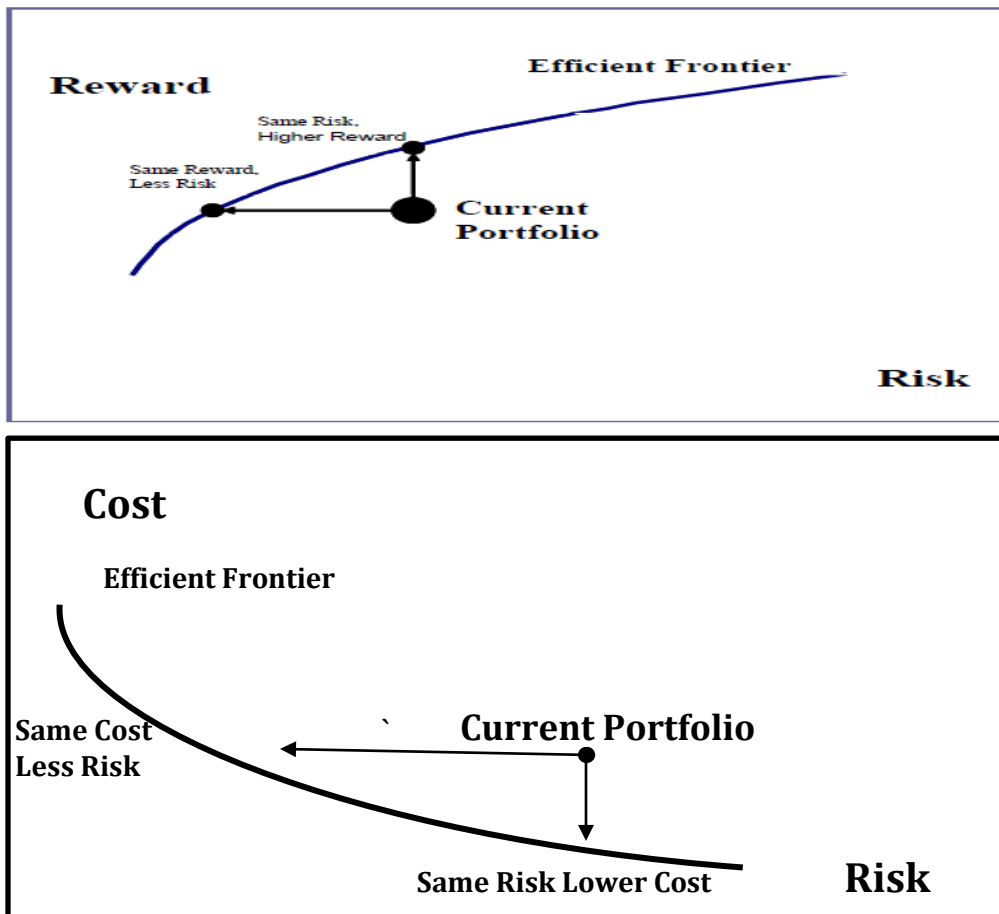 Efficient Frontier
Reward
Same Risk,
Higher Reward
Same Reward,
Less Risk
Current
Portfolio
Risk
Cost
Efficient Frontier
Same Cost
Less Risk
`
Current Portfolio
Same Risk Lower Cost
Risk